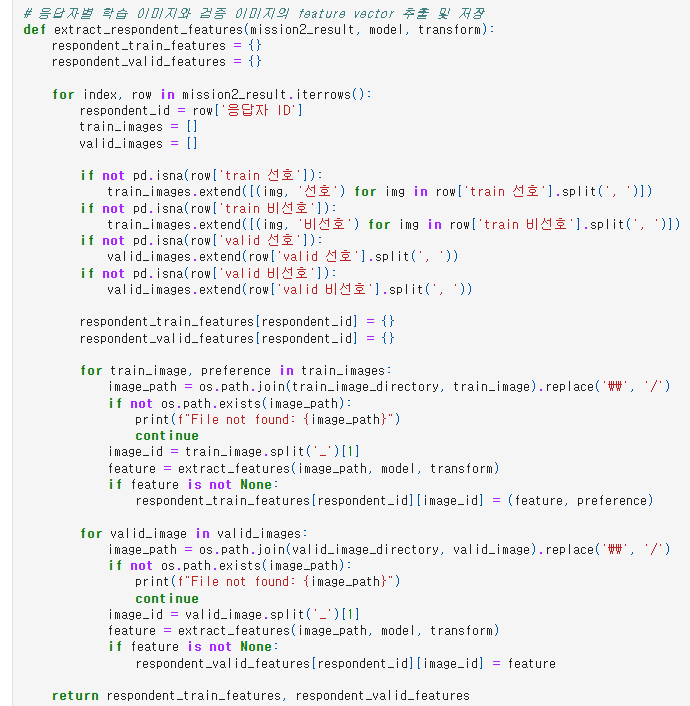 # 응답자별 학습 이미지와 검증 이미지의 feature vector 추출 및 저장
def extract_respondent_features(mission2_result, model, transform):
    respondent_train_features = {}
    respondent_valid_features = {}

    for index, row in mission2_result.iterrows():
        respondent_id = row['응답자 ID']
        train_images = []
        valid_images = []

        if not pd.isna(row['train 선호']):
            train_images.extend([(img, '선호') for img in row['train 선호'].split(', ')])
        if not pd.isna(row['train 비선호']):
            train_images.extend([(img, '비선호') for img in row['train 비선호'].split(', ')])
        if not pd.isna(row['valid 선호']):
            valid_images.extend(row['valid 선호'].split(', '))
        if not pd.isna(row['valid 비선호']):
            valid_images.extend(row['valid 비선호'].split(', '))

        respondent_train_features[respondent_id] = {}
        respondent_valid_features[respondent_id] = {}

        for train_image, preference in train_images:
            image_path = os.path.join(train_image_directory, train_image).replace('₩₩', '/')
            if not os.path.exists(image_path):
                print(f"File not found: {image_path}")
                continue
            image_id = train_image.split('_')[1]
            feature = extract_features(image_path, model, transform)
            if feature is not None:
                respondent_train_features[respondent_id][image_id] = (feature, preference)

        for valid_image in valid_images:
            image_path = os.path.join(valid_image_directory, valid_image).replace('₩₩', '/')
            if not os.path.exists(image_path):
                print(f"File not found: {image_path}")
                continue
            image_id = valid_image.split('_')[1]
            feature = extract_features(image_path, model, transform)
            if feature is not None:
                respondent_valid_features[respondent_id][image_id] = feature

    return respondent_train_features, respondent_valid_features